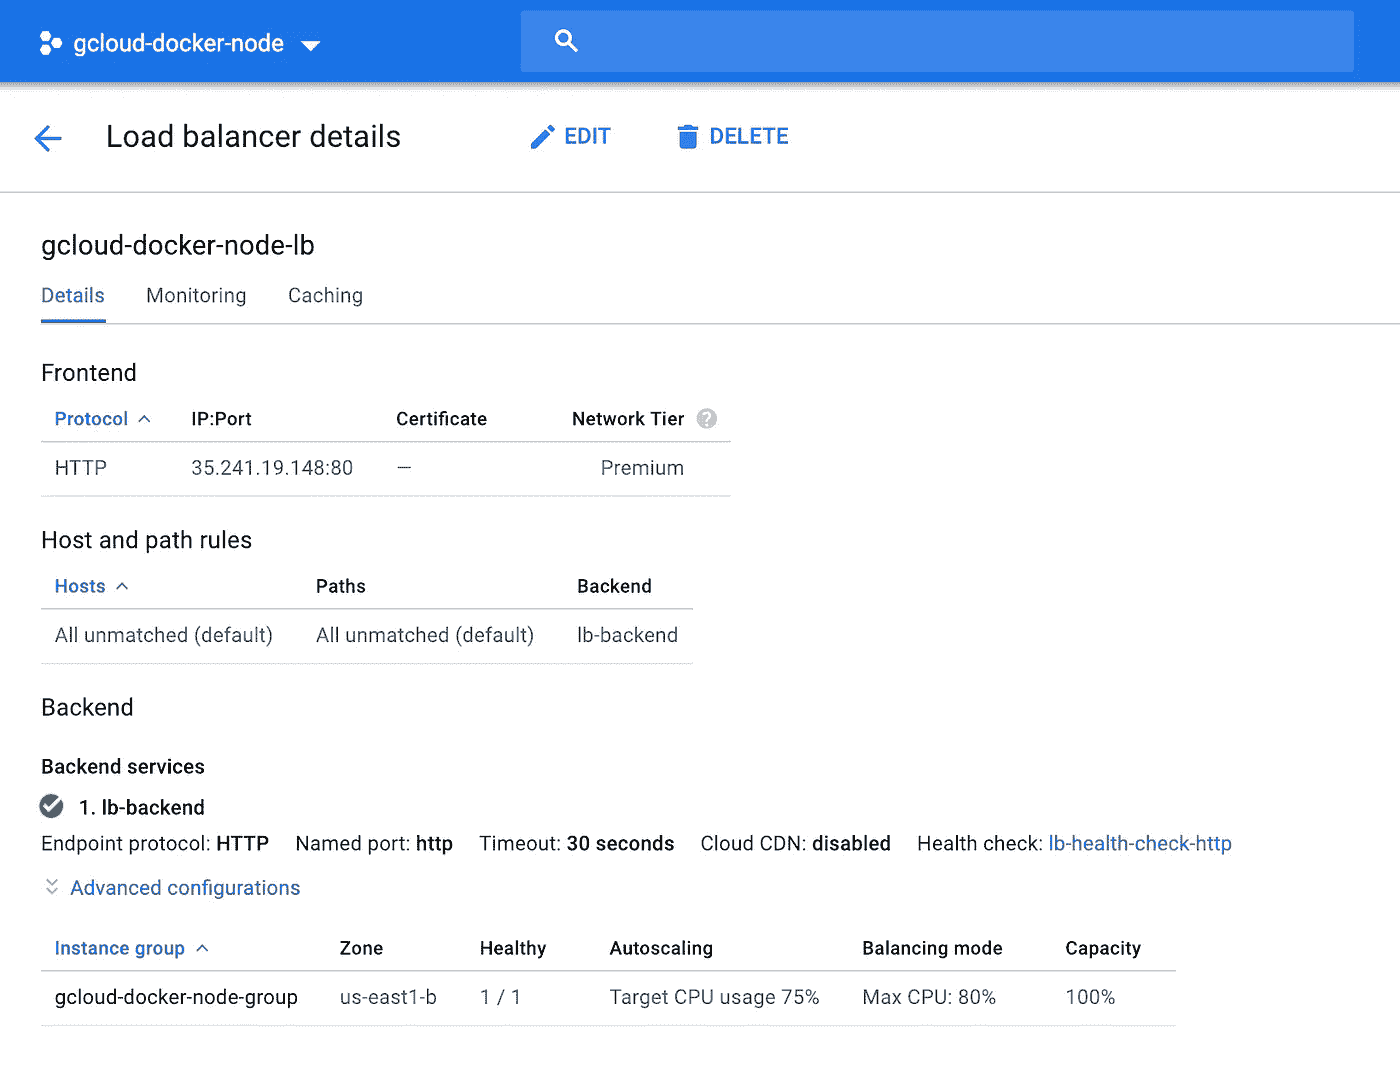 gcloud-docker-node
Load balancer details EDIT DELETE
gcloud-docker-node-lb
Details Monitoring Caching
Frontend
Protocol IP:Port Certificate Network Tier ?
HTTP 35.241.19.148:80 — Premium
Host and path rules
Hosts Paths Backend
All unmatched (default) All unmatched (default) lb-backend
Backend
Backend services
1. lb-backend
Endpoint protocol: HTTP Named port: http Timeout: 30 seconds Cloud CDN: disabled Health check: lb-health-check-http
Advanced configurations
Instance group Zone Healthy Autoscaling Balancing mode Capacity
gcloud-docker-node-group us-east1-b 1 / 1 Target CPU usage 75% Max CPU: 80% 100%